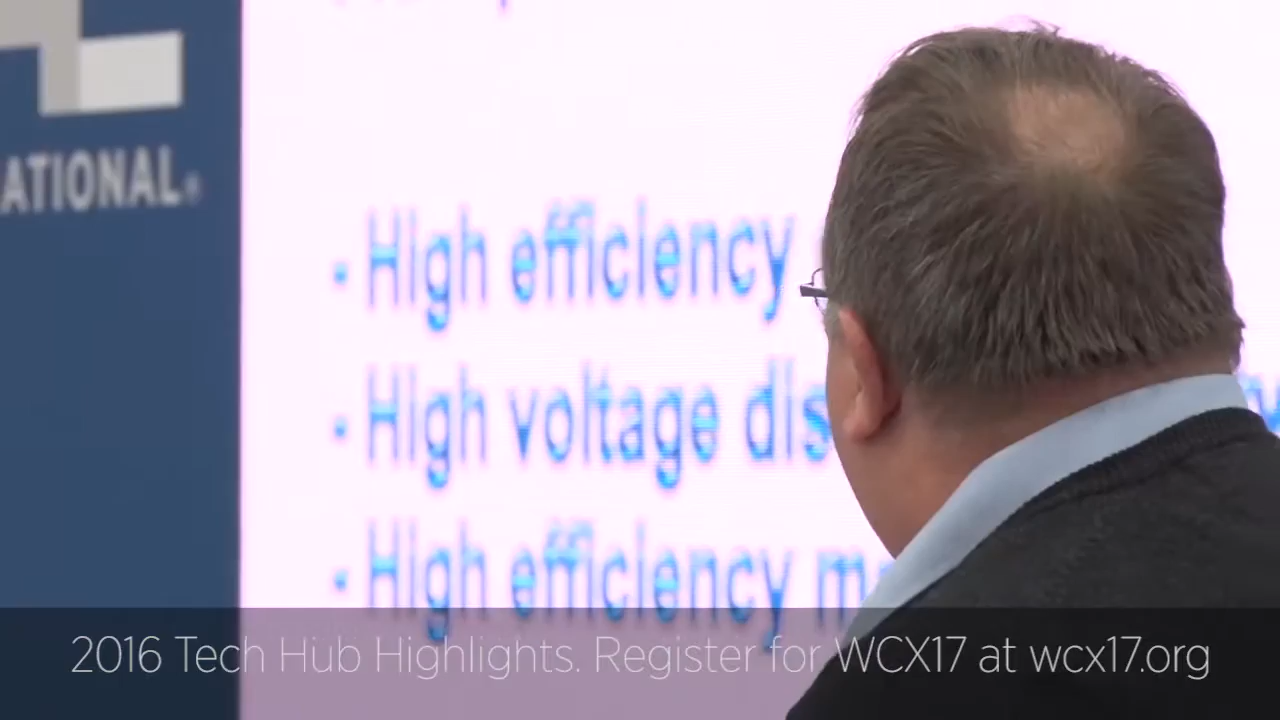 ATIONAL®
- High efficiency
- High voltage dis
- High efficiency m
2016 Tech Hub Highlights. Register for WCX17 at wcx17.org